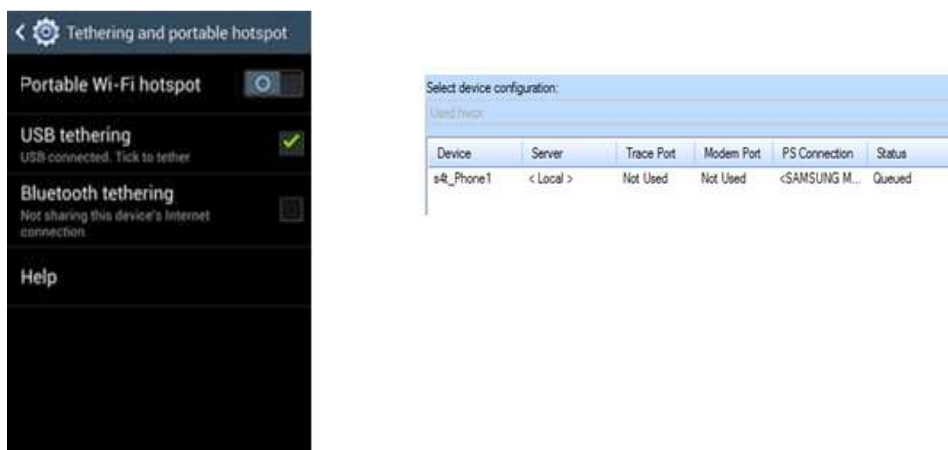 Tethering and portable hotspot
Portable Wi-Fi hotspot
USB tethering
USB connected. Tick to tether
Bluetooth tethering
Not sharing this device's Internet
connection
Help
Select device configuration:
Device Server Trace Port Modem Port PS Connection Status
s4t_Phone1 < Local > Not Used Not Used <SAMSUNG M... Queued